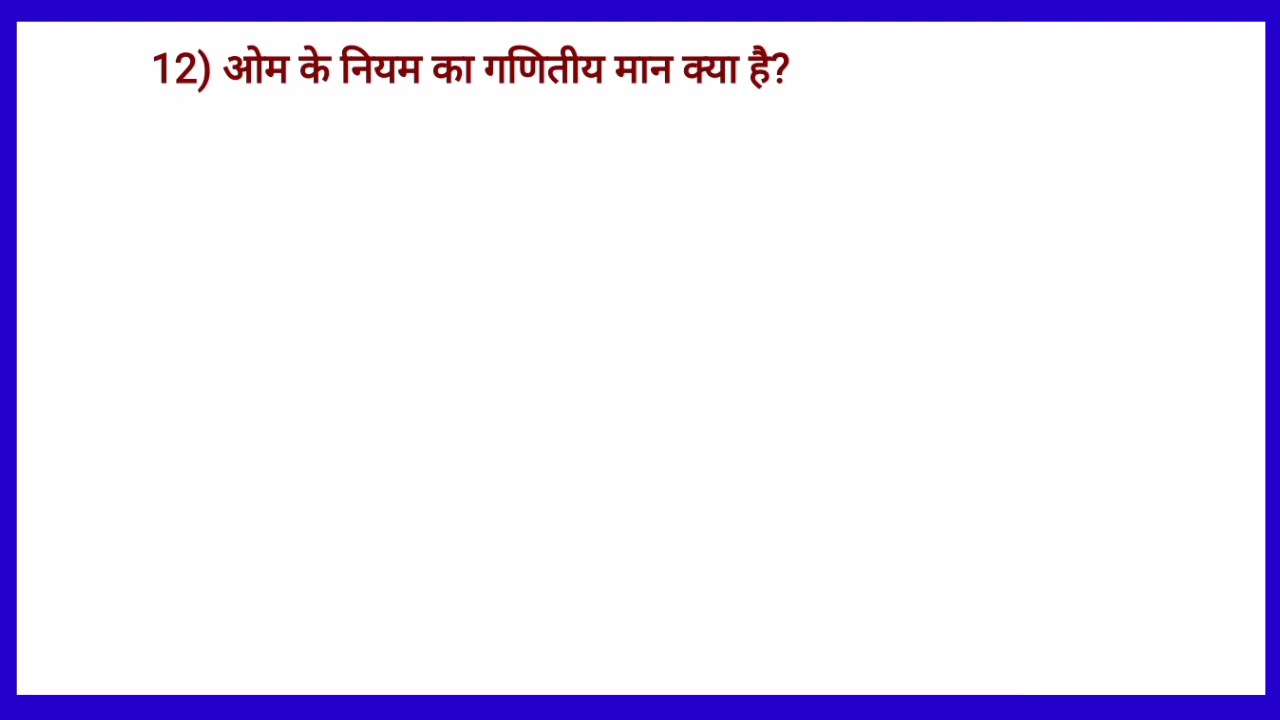 12) ओम के नियम का गणितीय मान क्या है?